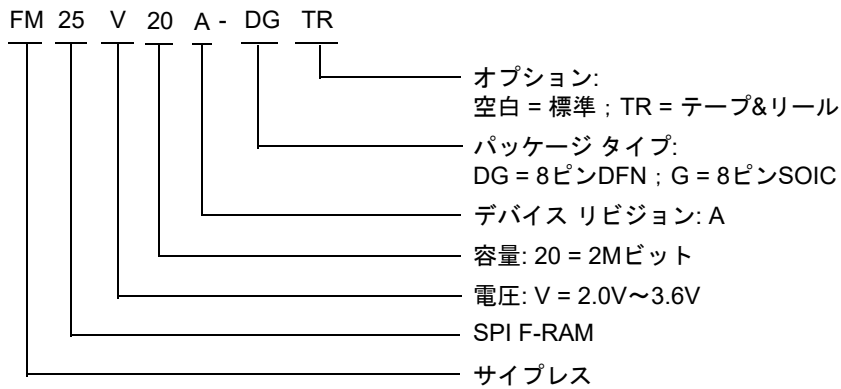 FM 25 V 20 A - DG TR
オプション:
空白 = 標準 ; TR = テープ&リール
パッケージ タイプ:
DG = 8ピンDFN ; G = 8ピンSOIC
デバイス リビジョン: A
容量: 20 = 2Mビット
電圧: V = 2.0V~3.6V
SPI F-RAM
サイプレス